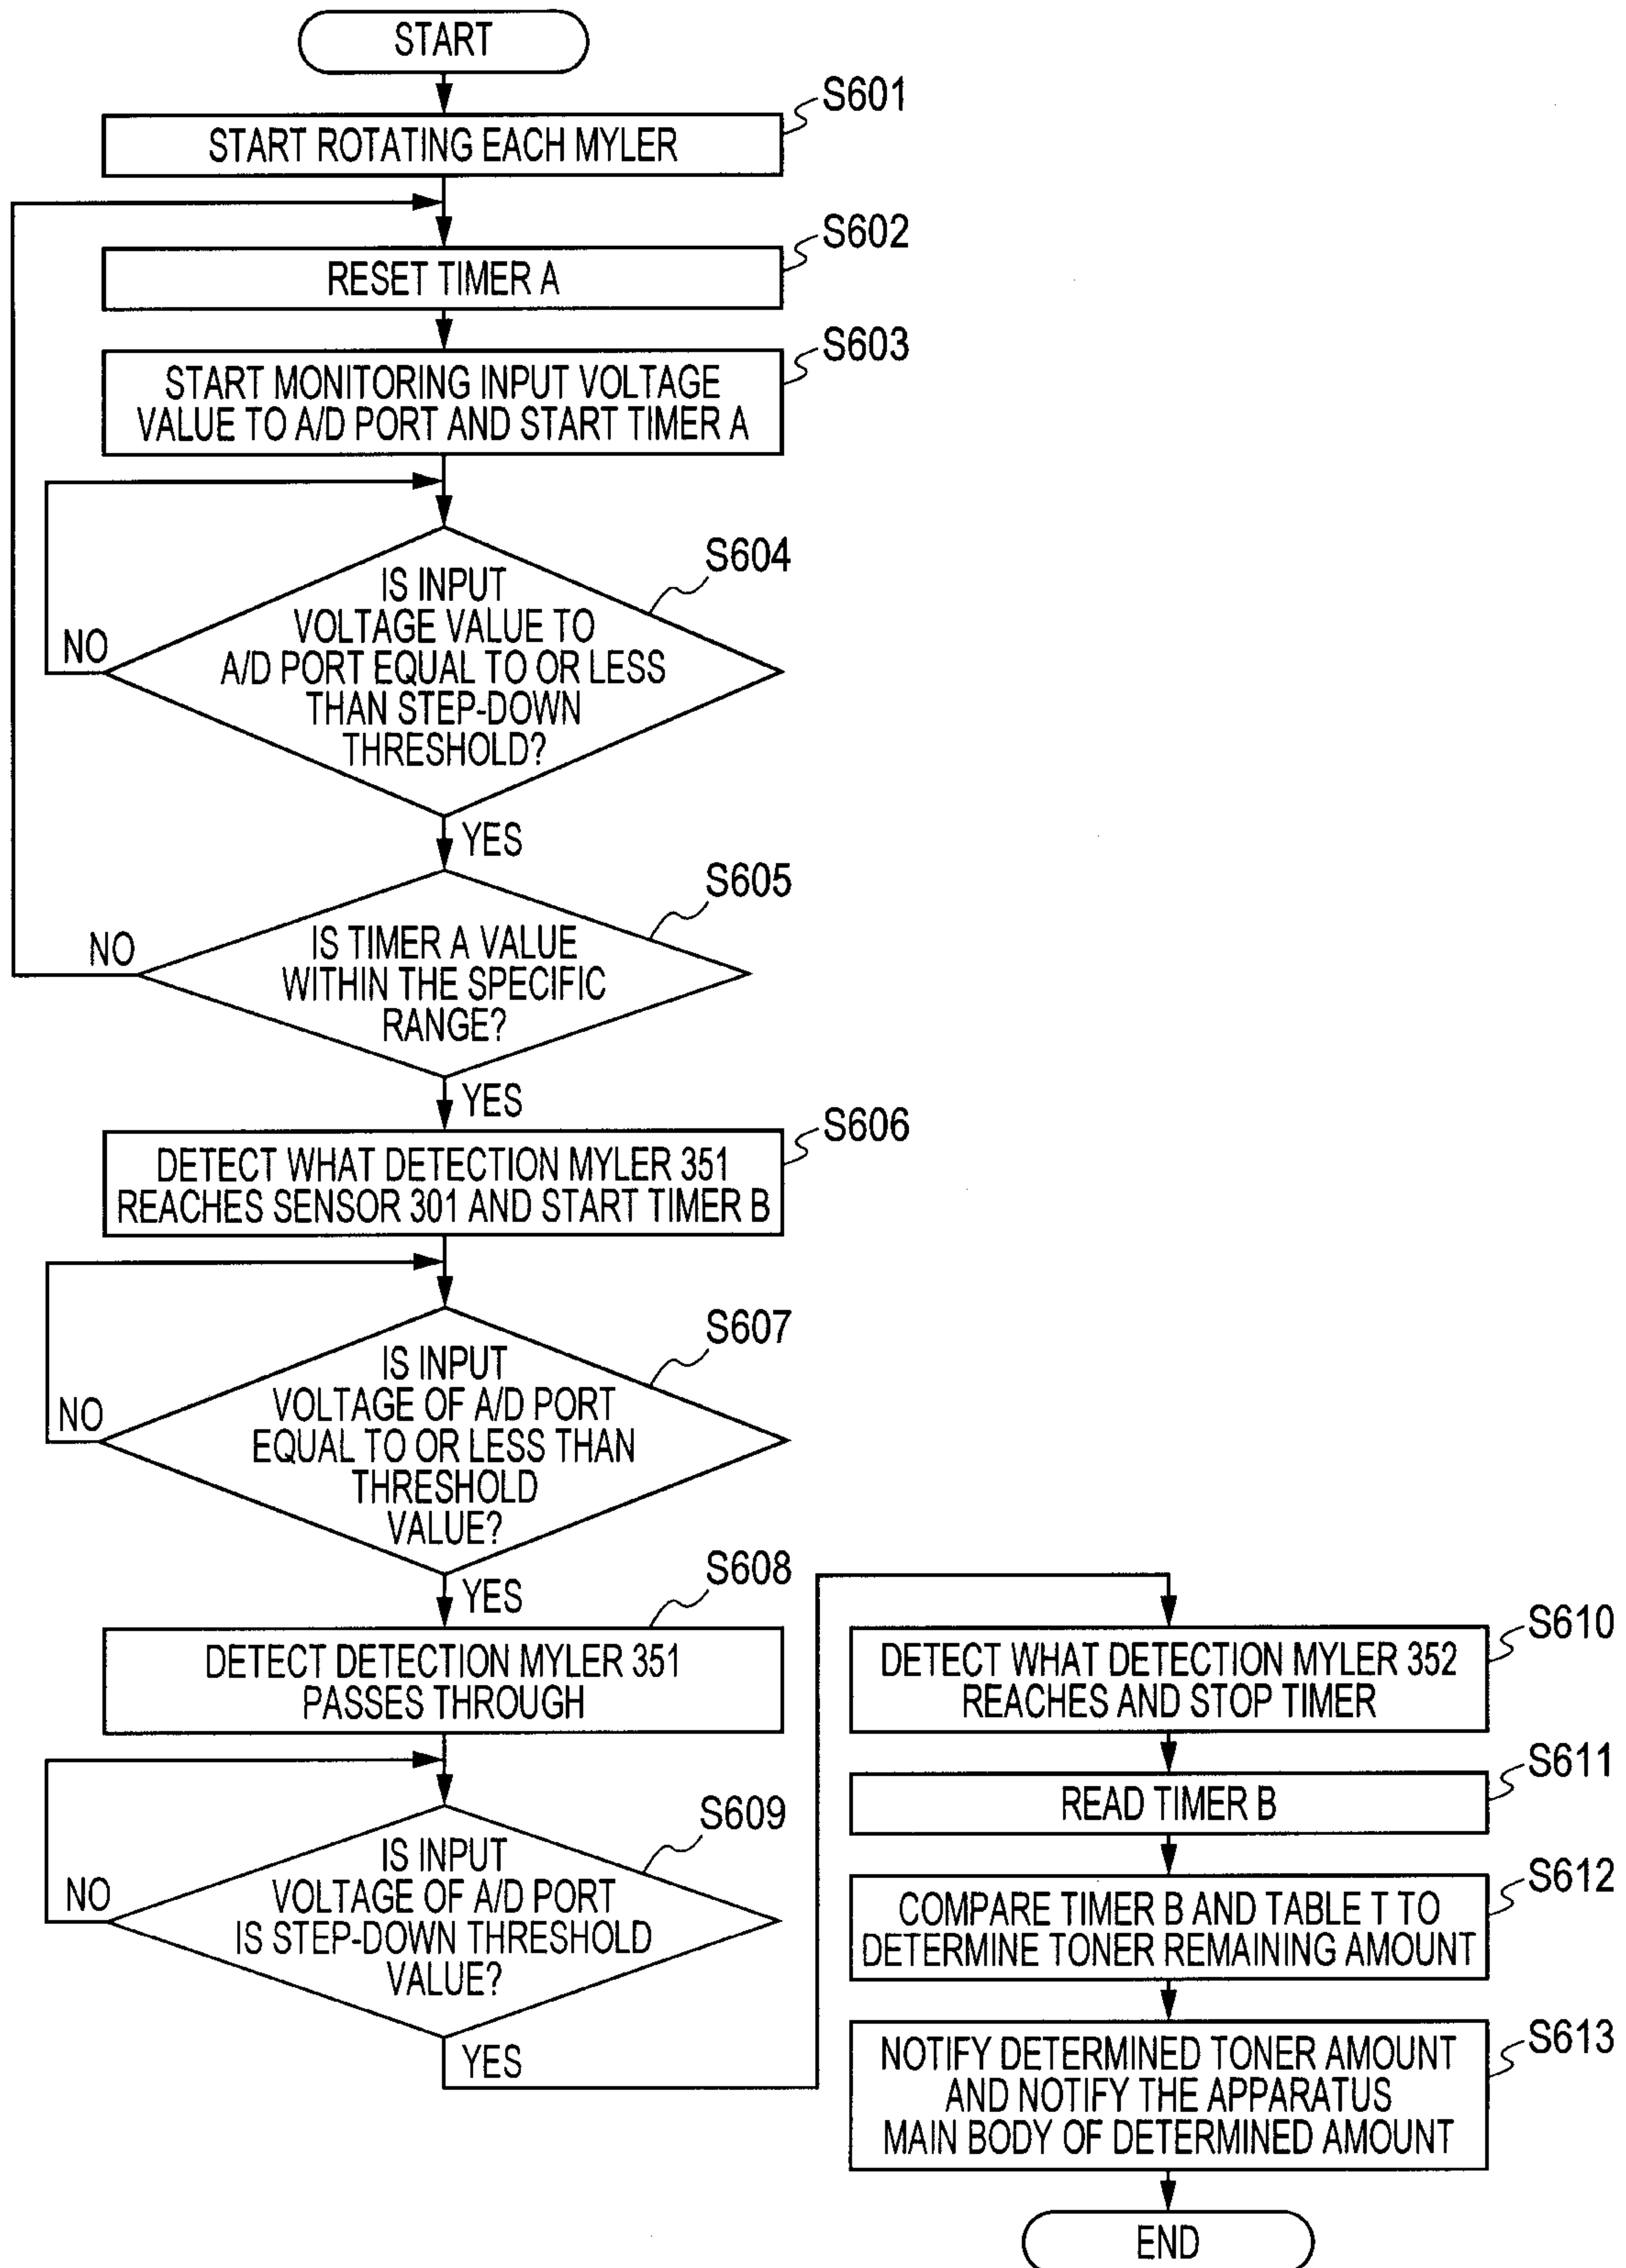 START
S601
START ROTATING EACH MYLER
S602
RESET TIMER A
S603
START MONITORING INPUT VOLTAGE
VALUE TO A/D PORT AND START TIMER A
S604
IS INPUT
VOLTAGE VALUE TO
A/D PORT EQUAL TO OR LESS
THAN STEP-DOWN
THRESHOLD?
NO
YES
S605
IS TIMER A VALUE
WITHIN THE SPECIFIC
RANGE?
NO
YES
S606
DETECT WHAT DETECTION MYLER 351
REACHES SENSOR 301 AND START TIMER B
S607
IS INPUT
VOLTAGE OF A/D PORT
EQUAL TO OR LESS THAN
THRESHOLD
VALUE?
NO
YES
S608
DETECT DETECTION MYLER 351
PASSES THROUGH
S609
IS INPUT
VOLTAGE OF A/D PORT
IS STEP-DOWN THRESHOLD
VALUE?
NO
YES
S610
DETECT WHAT DETECTION MYLER 352
REACHES AND STOP TIMER
S611
READ TIMER B
S612
COMPARE TIMER B AND TABLE T TO
DETERMINE TONER REMAINING AMOUNT
S613
NOTIFY DETERMINED TONER AMOUNT
AND NOTIFY THE APPARATUS
MAIN BODY OF DETERMINED AMOUNT
END